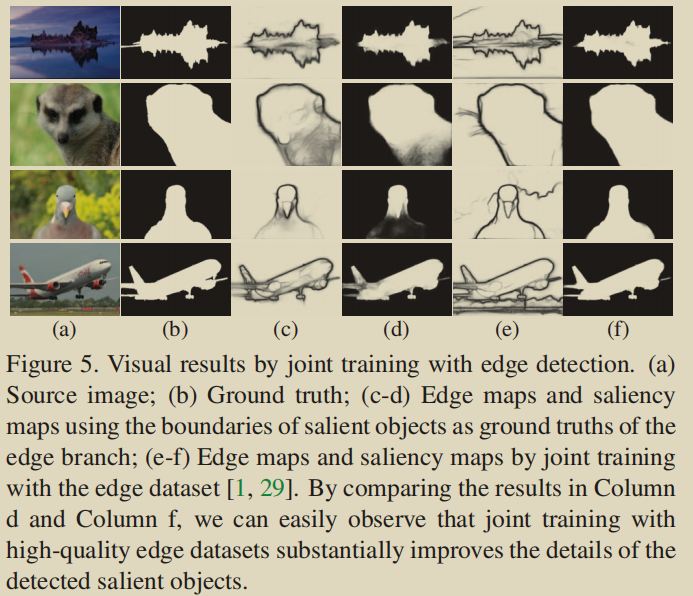 (a) (b) (c) (d) (e) (f)
Figure 5. Visual results by joint training with edge detection. (a)
Source image; (b) Ground truth; (c-d) Edge maps and saliency
maps using the boundaries of salient objects as ground truths of the
edge branch; (e-f) Edge maps and saliency maps by joint training
with the edge dataset [1, 29]. By comparing the results in Column
d and Column f, we can easily observe that joint training with
high-quality edge datasets substantially improves the details of the
detected salient objects.